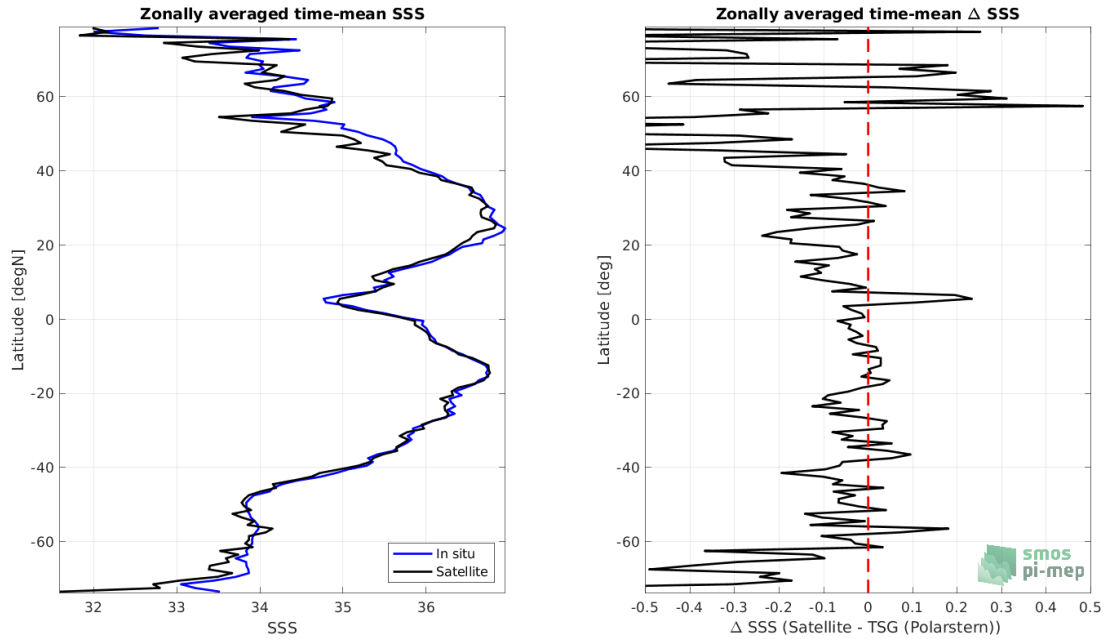 Zonally averaged time-mean SSS
Latitude [degN]
60
40
20
0
-20
-40
-60
32 33 34 35 36
SSS
In situ
Satellite
Zonally averaged time-mean Δ SSS
Latitude [deg]
60
40
20
0
-20
-40
-60
-0.5 -0.4 -0.3 -0.2 -0.1 0 0.1 0.2 0.3 0.4 0.5
Δ SSS (Satellite - TSG (Polarstern))
smos
pi-mep